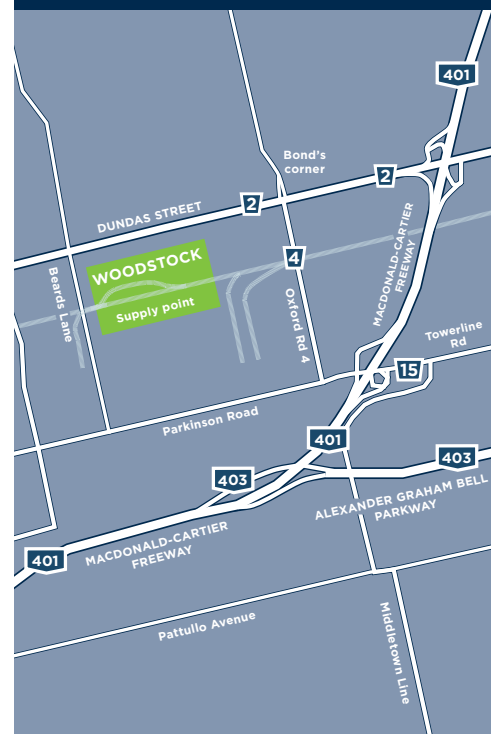 401
Bond's
corner
2
DUNDAS STREET
2
WOODSTOCK
Supply point
4
Beards Lane
Oxford Rd 4
MACDONALD-CARTIER
FREEWAY
Towerline
Rd
15
Parkinson Road
401
403
403
ALEXANDER GRAHAM BELL
PARKWAY
MACDONALD-CARTIER
FREEWAY
401
Pattullo Avenue
Middletown Line